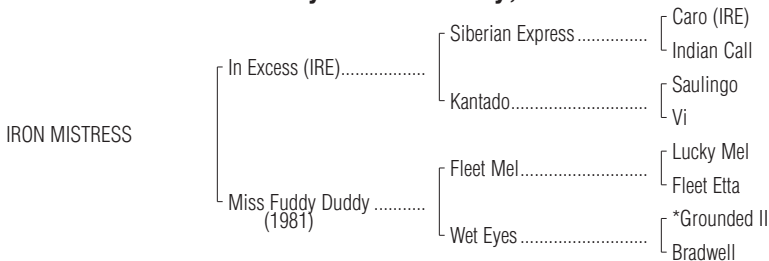 Caro (IRE)
Siberian Express ...............
Indian Call
In Excess (IRE)..................
Saulingo
Kantado.............................
Vi
IRON MISTRESS
Lucky Mel
Fleet Mel...........................
Fleet Etta
Miss Fuddy Duddy ...........
(1981)
*Grounded II
Wet Eyes ...........................
Bradwell